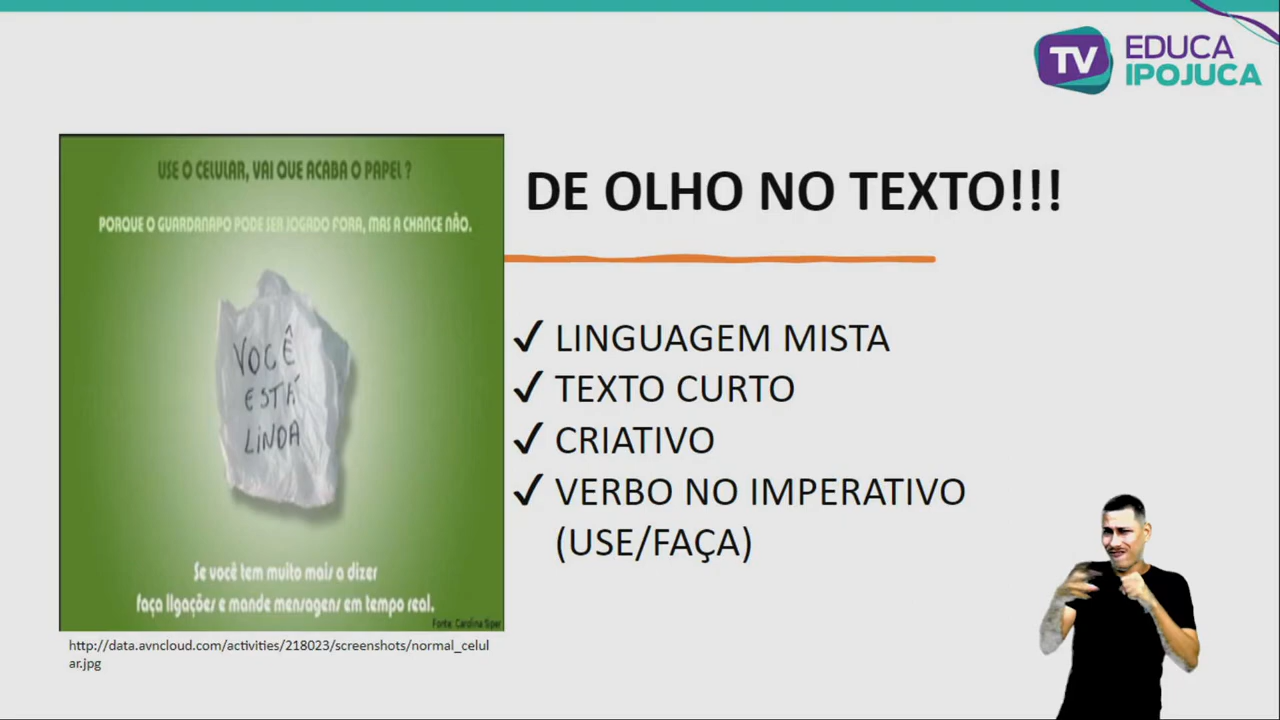 TV EDUCA
IPOJUCA
USE O CELULAR, VAI QUE ACABA O PAPEL ?
PORQUE O GUARDANAPO PODE SER JOGADO FORA, MAS A CHANCE NÃO.
VOCÊ
ESTÁ
LINDA
Se você tem muito mais a dizer
faça ligações e mande mensagens em tempo real.
Fonte: Carolina Siper
http://data.avncloud.com/activities/218023/screenshots/normal_celul
ar.jpg
DE OLHO NO TEXTO!!!
✓ LINGUAGEM MISTA
✓ TEXTO CURTO
✓ CRIATIVO
✓ VERBO NO IMPERATIVO
(USE/FAÇA)